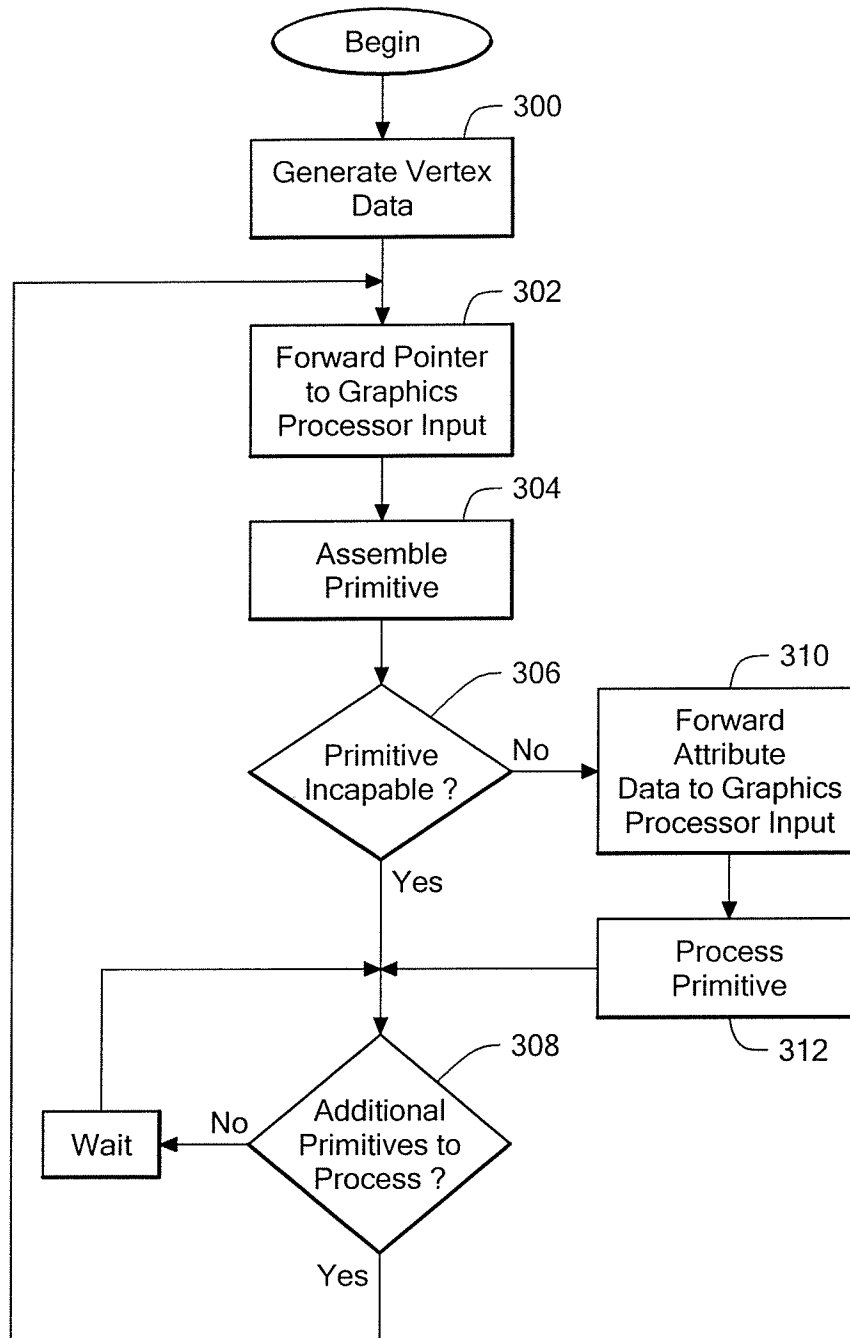 Begin
300
Generate Vertex
Data
302
Forward Pointer
to Graphics
Processor Input
304
Assemble
Primitive
306
Primitive
Incapable ?
No
310
Forward
Attribute
Data to Graphics
Processor Input
Yes
Process
Primitive
312
308
Additional
Primitives to
Process ?
No
Wait
Yes